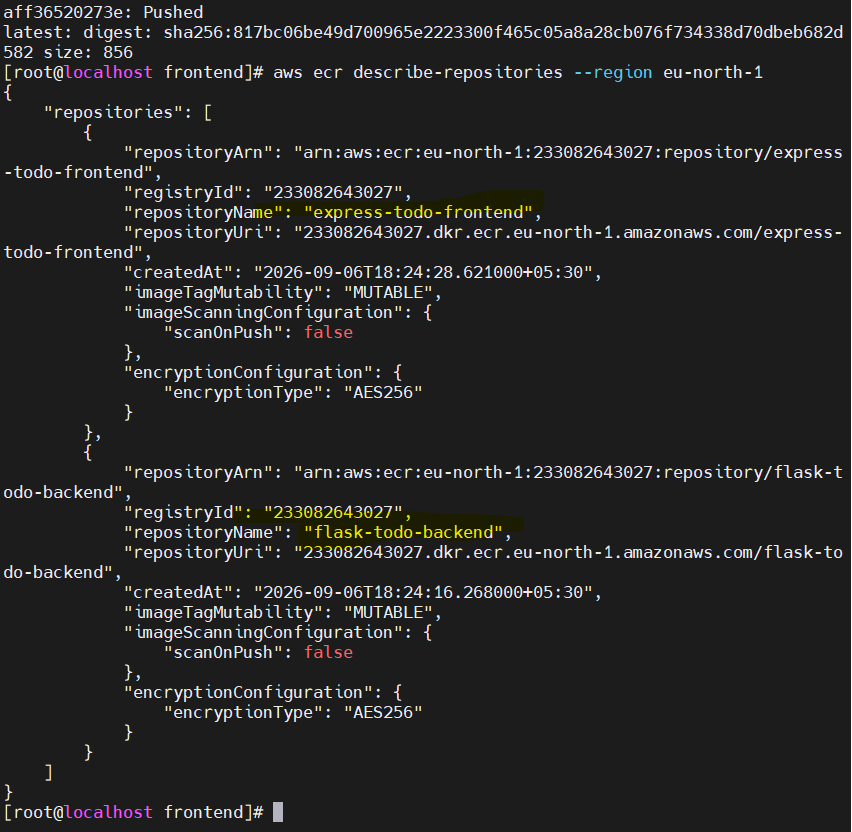 aff36520273e: Pushed
latest: digest: sha256:817bc06be49d700965e2223300f465c05a8a28cb076f734338d70dbeb682d
582 size: 856
[root@localhost frontend]# aws ecr describe-repositories --region eu-north-1
{
    "repositories": [
        {
            "repositoryArn": "arn:aws:ecr:eu-north-1:233082643027:repository/express
-todo-frontend",
            "registryId": "233082643027",
            "repositoryName": "express-todo-frontend",
            "repositoryUri": "233082643027.dkr.ecr.eu-north-1.amazonaws.com/express-
todo-frontend",
            "createdAt": "2026-09-06T18:24:28.621000+05:30",
            "imageTagMutability": "MUTABLE",
            "imageScanningConfiguration": {
                "scanOnPush": false
            },
            "encryptionConfiguration": {
                "encryptionType": "AES256"
            }
        },
        {
            "repositoryArn": "arn:aws:ecr:eu-north-1:233082643027:repository/flask-t
odo-backend",
            "registryId": "233082643027",
            "repositoryName": "flask-todo-backend",
            "repositoryUri": "233082643027.dkr.ecr.eu-north-1.amazonaws.com/flask-to
do-backend",
            "createdAt": "2026-09-06T18:24:16.268000+05:30",
            "imageTagMutability": "MUTABLE",
            "imageScanningConfiguration": {
                "scanOnPush": false
            },
            "encryptionConfiguration": {
                "encryptionType": "AES256"
            }
        }
    ]
}
[root@localhost frontend]#